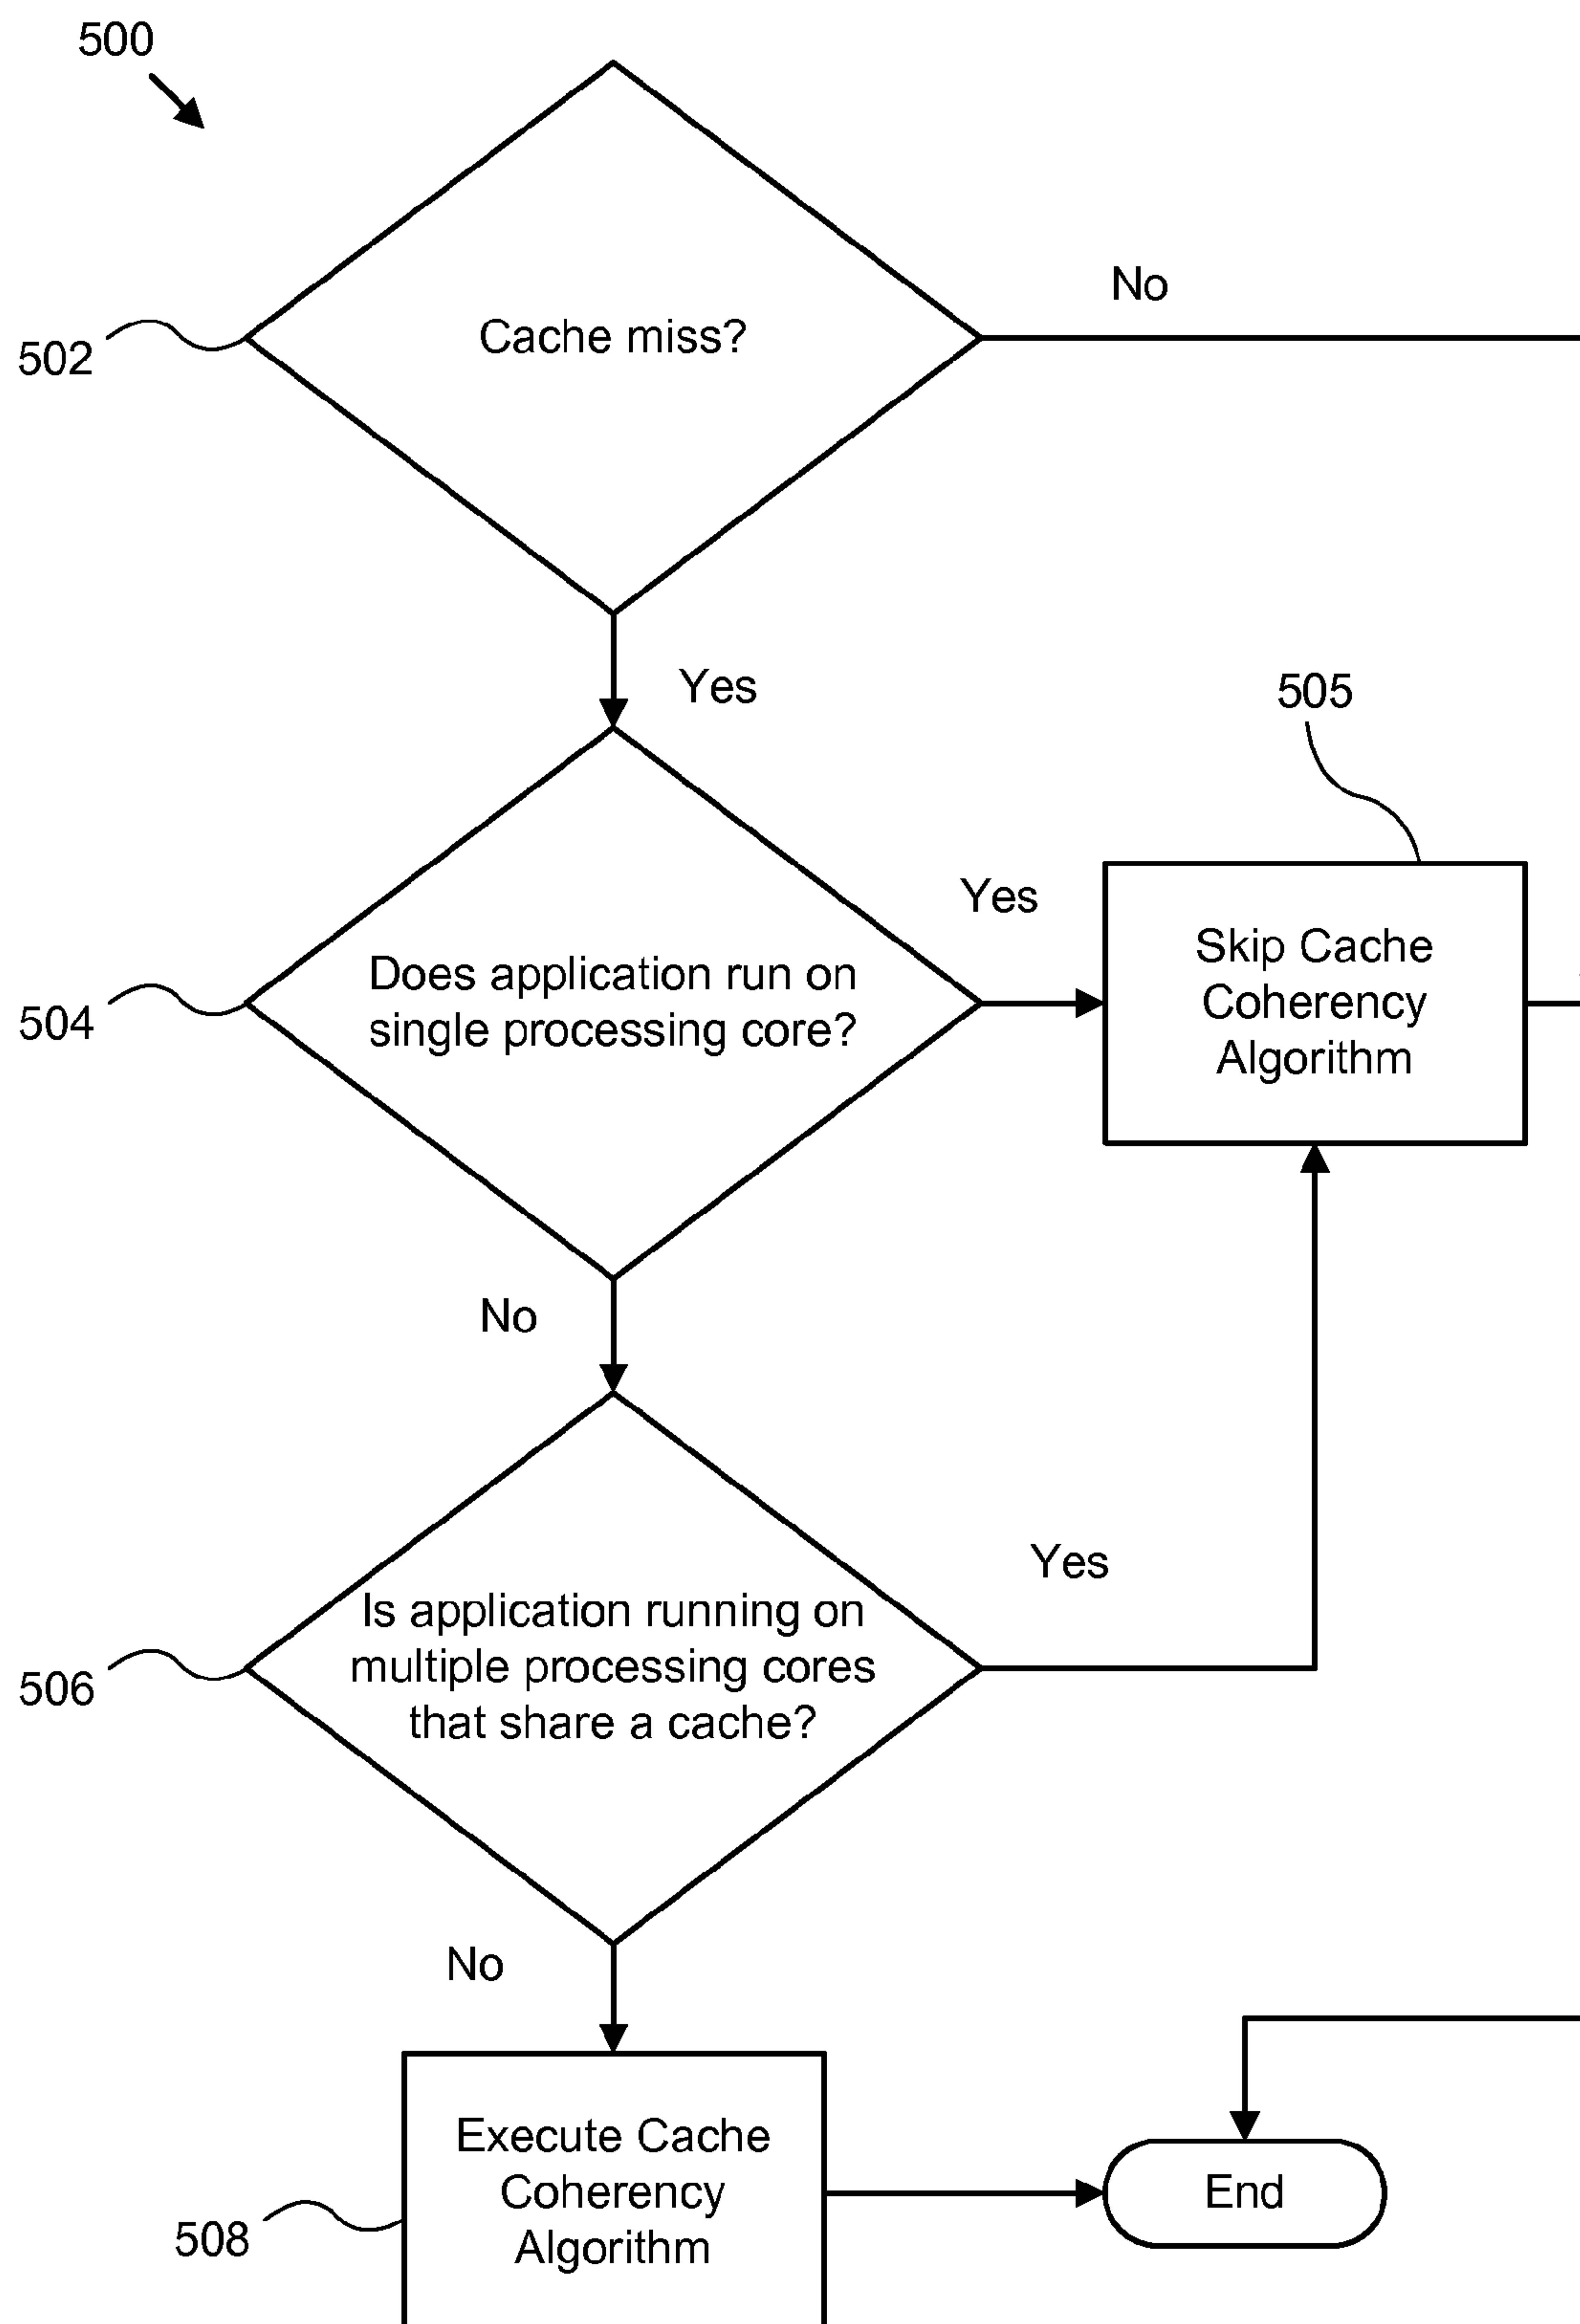 500
Cache miss?
No
502
Yes
505
Yes
Does application run on
single processing core?
504
Skip Cache
Coherency
Algorithm
No
Yes
Is application running on
multiple processing cores
that share a cache?
506
No
Execute Cache
Coherency
Algorithm
508
End